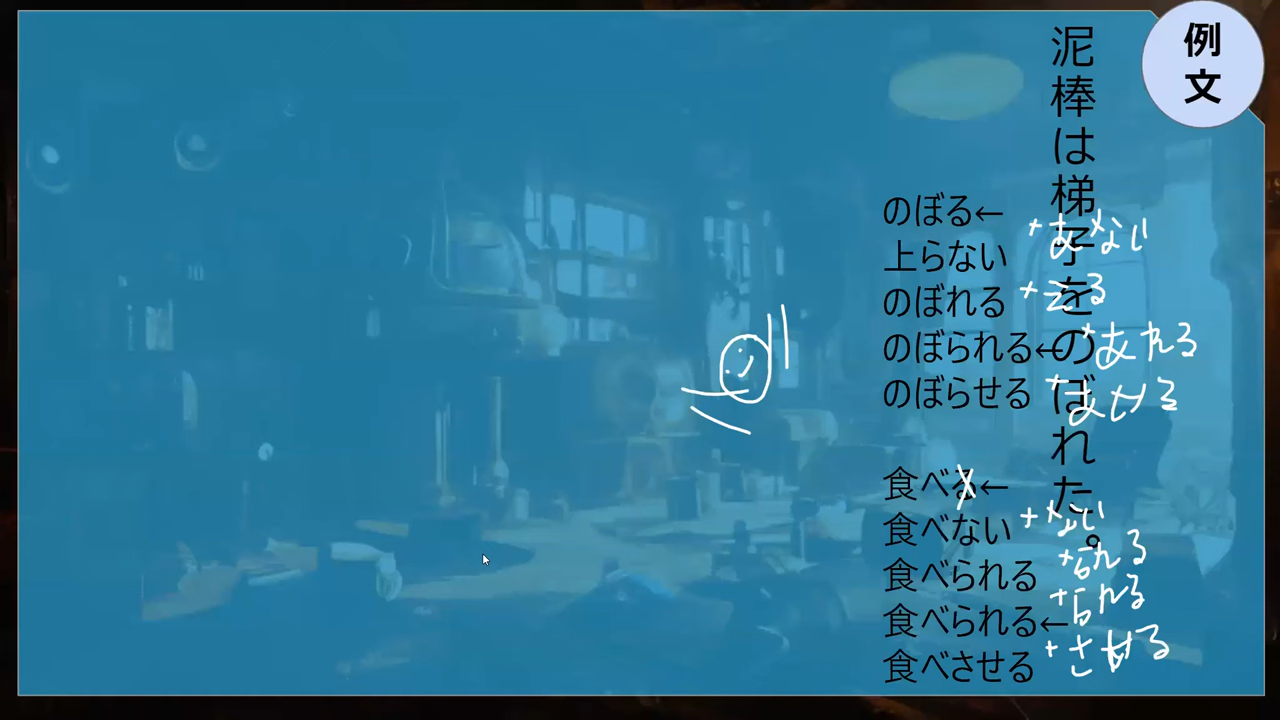 例文
泥棒は梯子をのぼれた。
のぼる←
上らない
のぼれる
のぼられる←
のぼらせる
食べる←
食べない
食べられる
食べられる←
食べさせる
+あない
+える
+あれる
+あせる
+ない
+られる
+られる
+させる